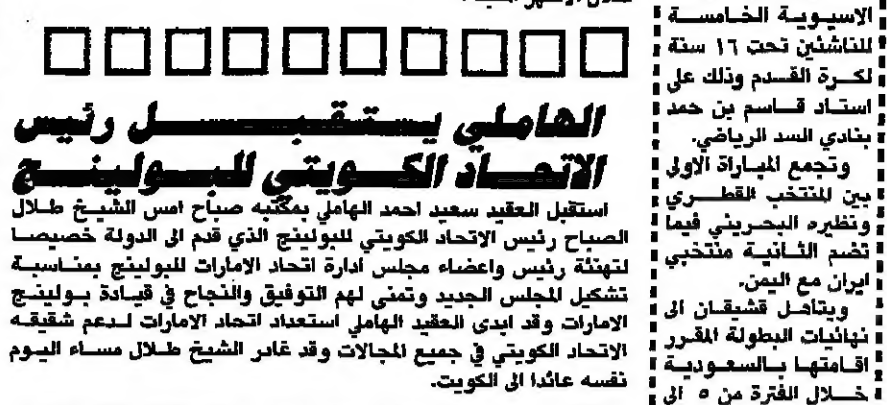 الاسيوية الخامسة
للناشئين تحت ١٦ سنة
لكرة القدم وذلك على
استاد قاسم بن حمد
بنادي السد الرياضي.
وتجمع المباراة الاولى
بين المنتخب القطري
ونظيره البحريني فيما
تضم الثانية منتخبي
ايران مع اليمن.
ويتاهل فشيقان الى
نهائيات البطولة المقرر
اقامتها بالسعودية
خلال الفترة من ٥ الى
الهاملي يستقبل رئيس
الاتحاد الكويتي للبولينج
استقبل العقيد سعيد احمد الهاملي بمكتبه صباح امس الشيخ طلال
الصباح رئيس الاتحاد الكويتي للبولينج الذي قدم الى الدولة خصيصا
لتهنئة رئيس واعضاء مجلس ادارة اتحاد الامارات للبولينج بمناسبة
تشكيل المجلس الجديد وتمنى لهم التوفيق والنجاح في قيادة بولينج
الامارات وقد ابدى العقيد الهاملي استعداد اتحاد الامارات لدعم شقيقه
الاتحاد الكويتي في جميع المجالات وقد غادر الشيخ طلال مساء اليوم
نفسه عائدا الى الكويت.